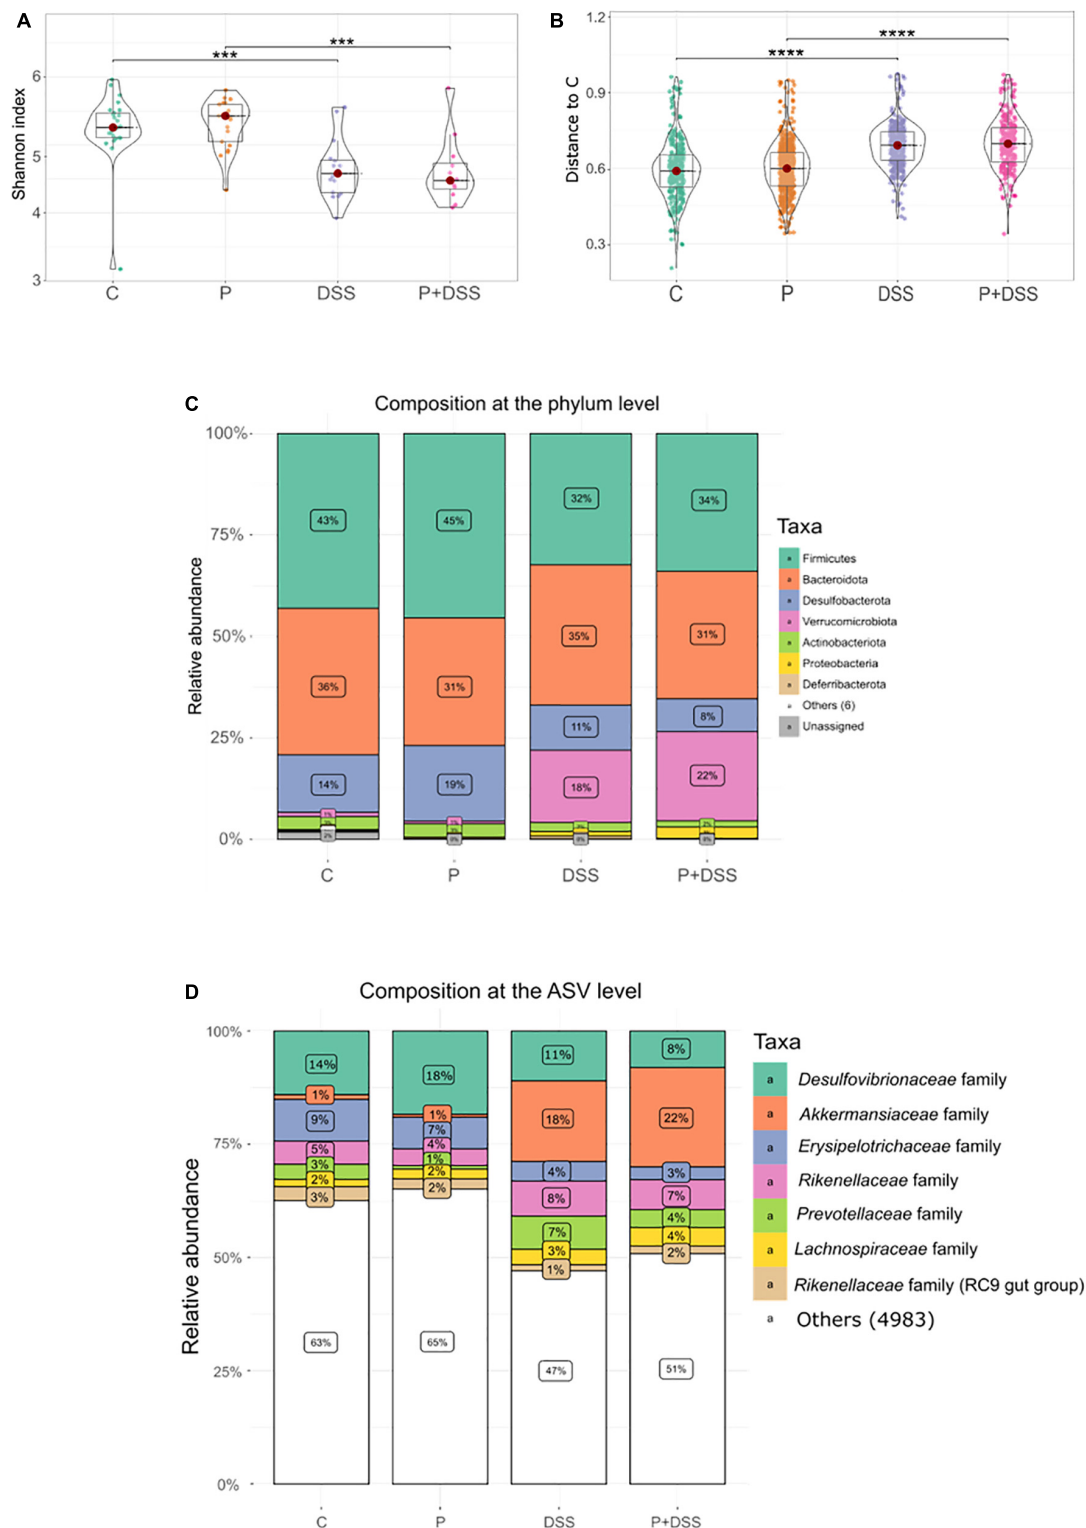 A
Shannon index
6
5
4
3
***
***
C P DSS P+DSS
B
Distance to C
1.2
0.9
0.6
0.3
****
****
C P DSS P+DSS
C
Composition at the phylum level
Relative abundance
100%
75%
50%
25%
0%
43% 45% 32% 34%
36% 31% 35% 31%
14% 19% 11% 8%
18% 22%
C P DSS P+DSS
Taxa
a Firmicutes
a Bacteroidota
a Desulfobacterota
a Verrucomicrobiota
a Actinobacteriota
a Proteobacteria
a Deferribacterota
a Others (6)
a Unassigned
D
Composition at the ASV level
Relative abundance
100%
75%
50%
25%
0%
14% 18% 11% 8%
1% 1% 18% 22%
9% 7% 4% 3%
5% 4% 8% 7%
3% 1% 7% 4%
2% 2% 3% 4%
3% 2% 1% 2%
63% 65% 47% 51%
C P DSS P+DSS
Taxa
a Desulfovibrionaceae family
a Akkermansiaceae family
a Erysipelotrichaceae family
a Rikenellaceae family
a Prevotellaceae family
a Lachnospiraceae family
a Rikenellaceae family (RC9 gut group)
a Others (4983)